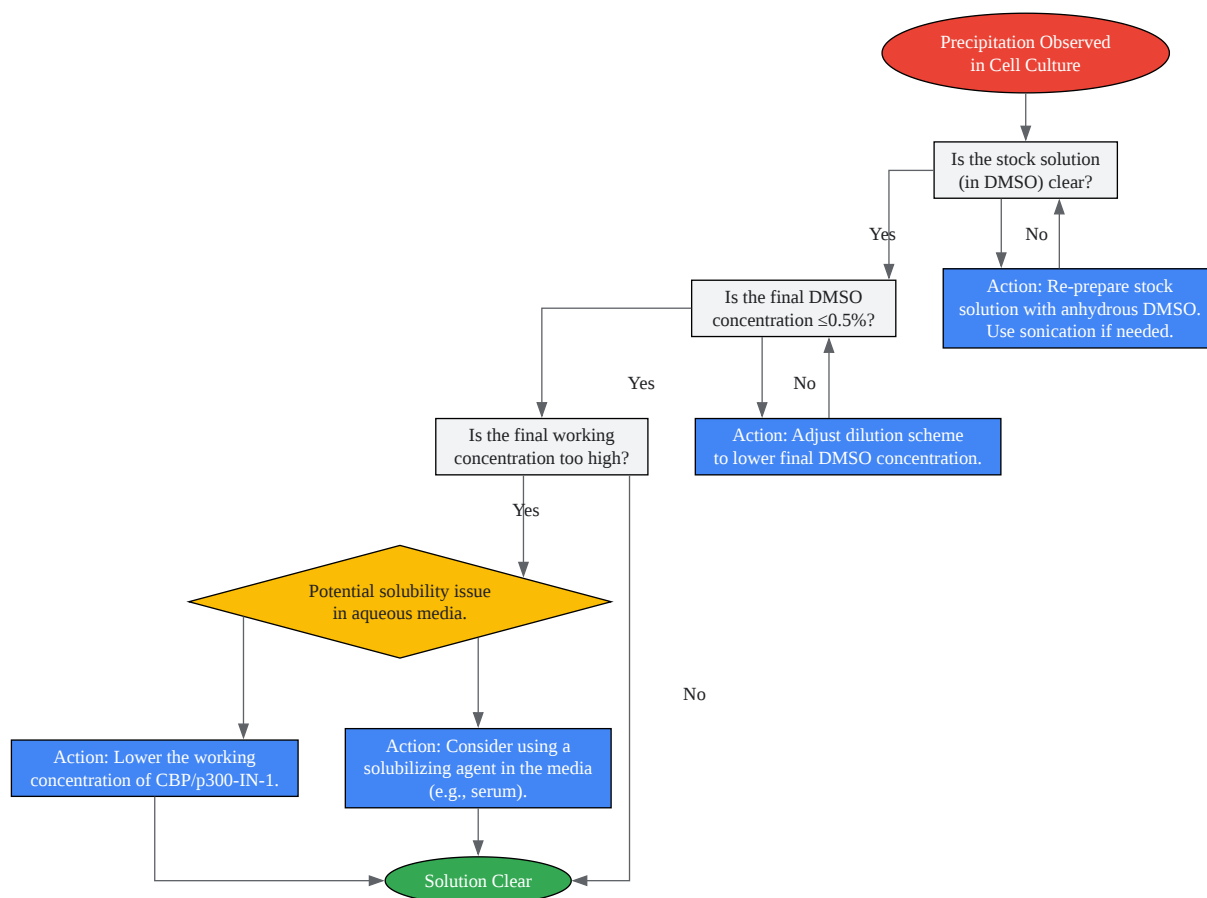 Precipitation Observed
in Cell Culture
Is the stock solution
(in DMSO) clear?
Yes
No
Action: Re-prepare stock
solution with anhydrous DMSO.
Use sonication if needed.
Is the final DMSO
concentration ≤0.5%?
Yes
No
Action: Adjust dilution scheme
to lower final DMSO concentration.
Is the final working
concentration too high?
Yes
Potential solubility issue
in aqueous media.
No
Action: Lower the working
concentration of CBP/p300-IN-1.
Action: Consider using a
solubilizing agent in the media
(e.g., serum).
Solution Clear